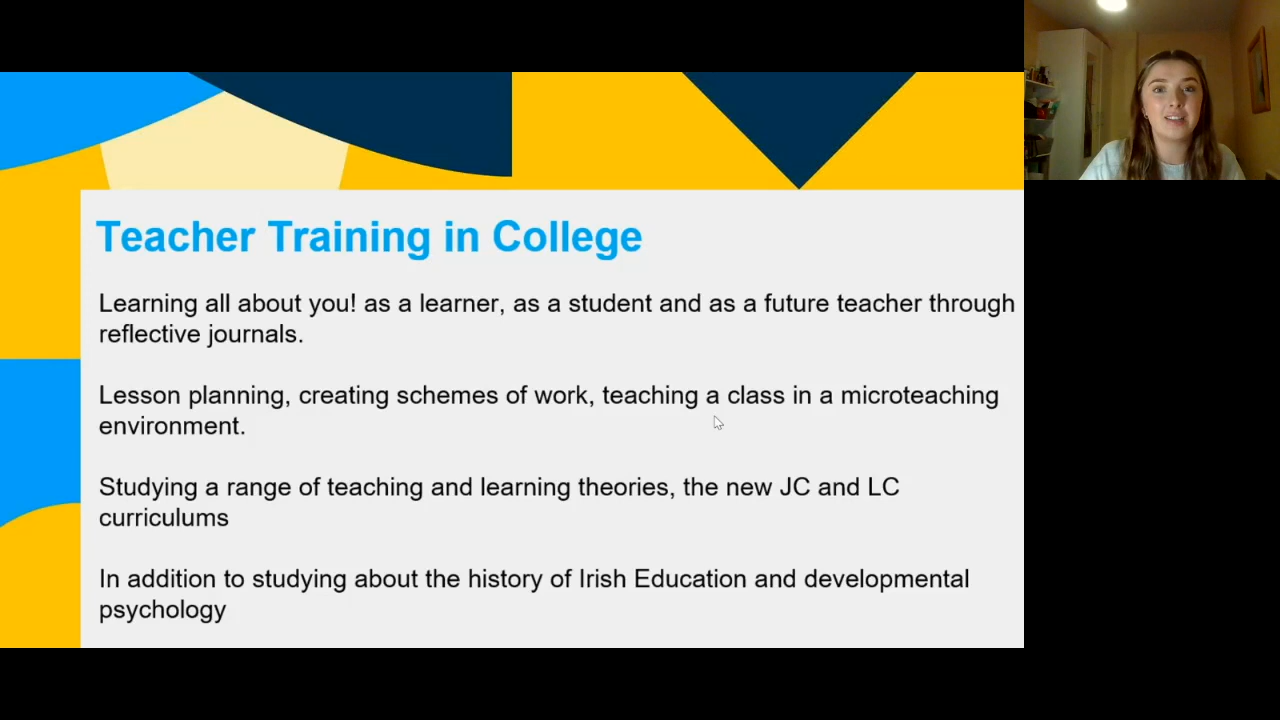 Teacher Training in College
Learning all about you! as a learner, as a student and as a future teacher through
reflective journals.
Lesson planning, creating schemes of work, teaching a class in a microteaching
environment.
Studying a range of teaching and learning theories, the new JC and LC
curriculums
In addition to studying about the history of Irish Education and developmental
psychology